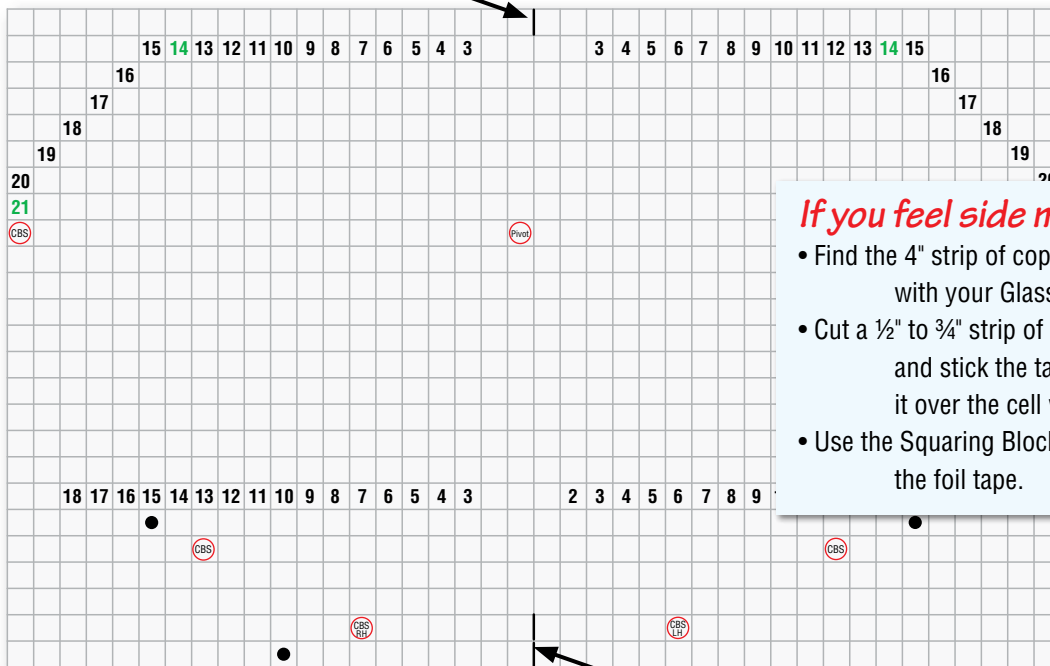 15 14 13 12 11 10 9 8 7 6 5 4 3 3 4 5 6 7 8 9 10 11 12 13 14 15
16 16
17 17
18 18
19 19
20
21
CBS Pivot
If you feel side
• Find the 4" strip of
with your
• Cut a ½" to ¾" strip of
and stick the
it over the cell
• Use the Squaring
the foil tape.
18 17 16 15 14 13 12 11 10 9 8 7 6 5 4 3 2 3 4 5 6 7 8 9
CBS CBS
CBS RH CBS LH